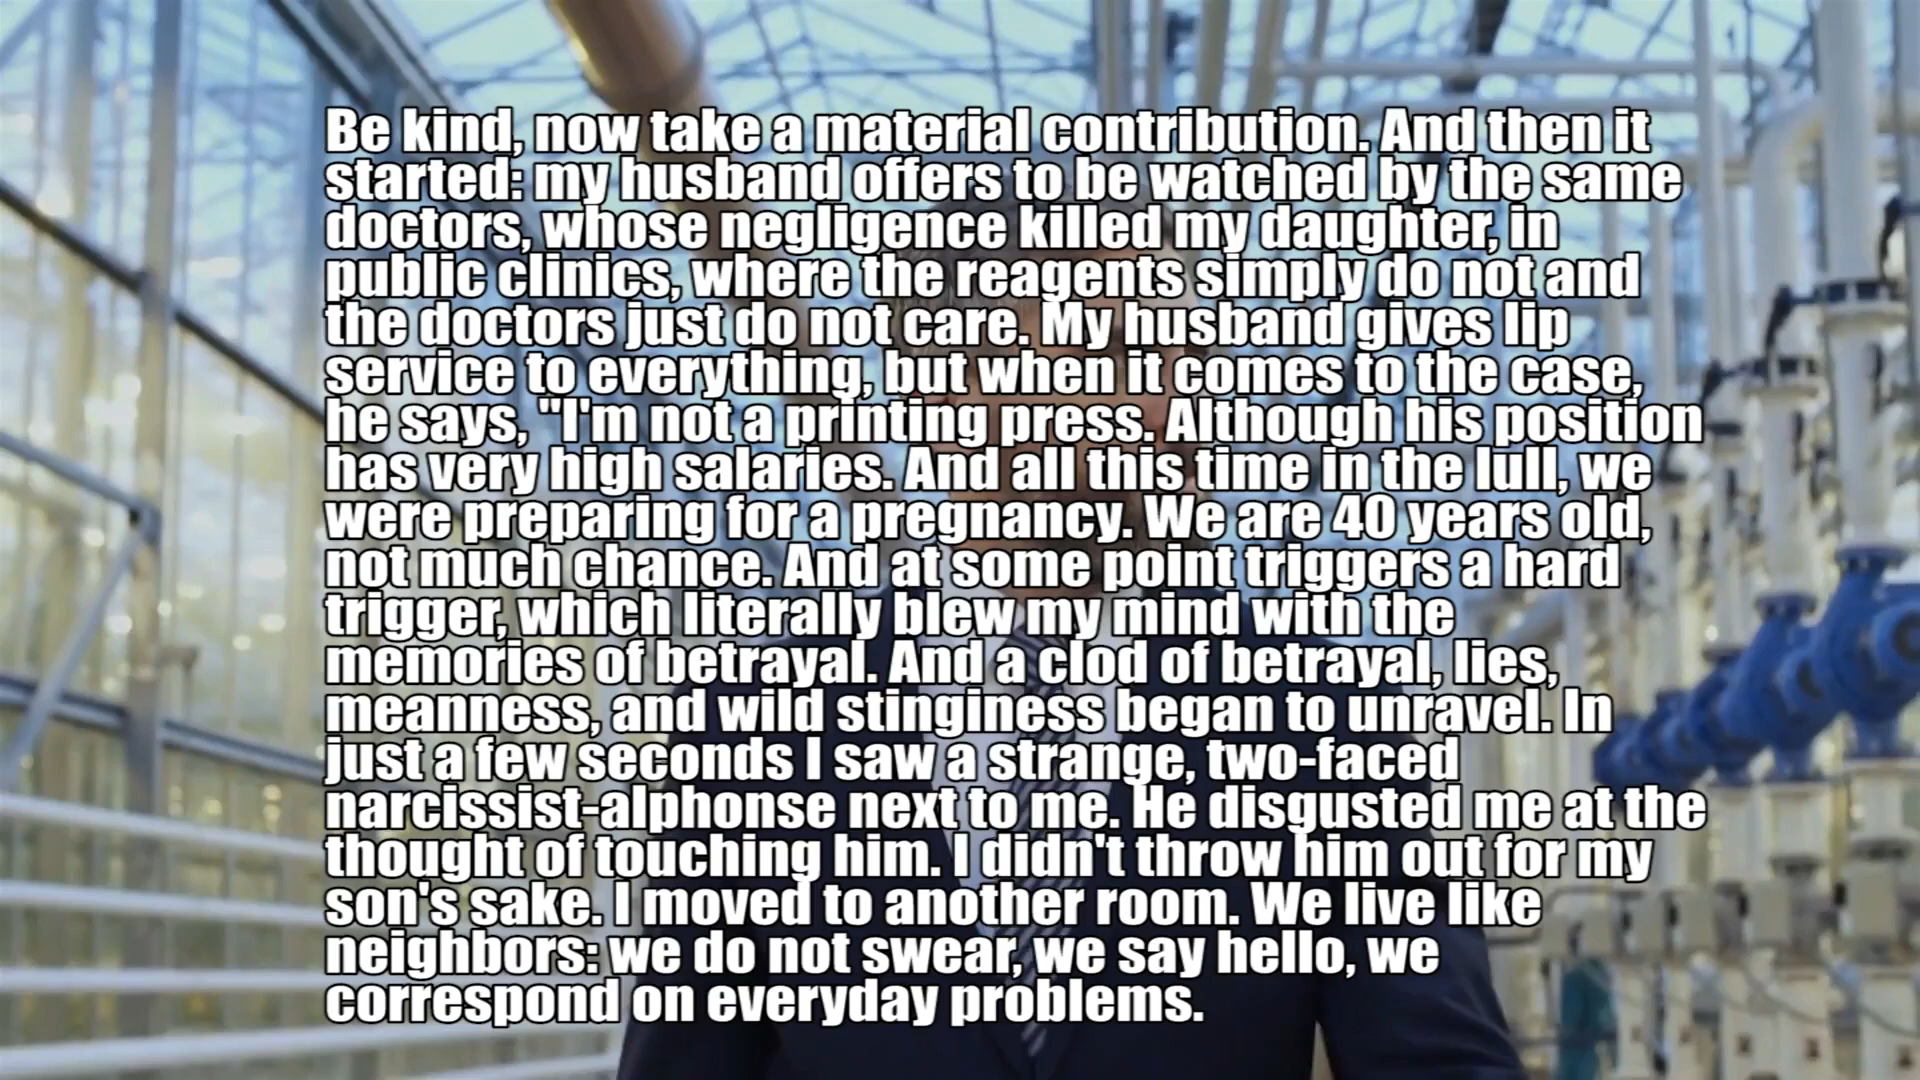 Be kind, now take a material contribution. And then it
started: my husband offers to be watched by the same
doctors, whose negligence killed my daughter, in
public clinics, where the reagents simply do not and
the doctors just do not care. My husband gives lip
service to everything, but when it comes to the case,
he says, "I'm not a printing press. Although his position
has very high salaries. And all this time in the lull, we
were preparing for a pregnancy. We are 40 years old,
not much chance. And at some point triggers a hard
trigger, which literally blew my mind with the
memories of betrayal. And a clod of betrayal, lies,
meanness, and wild stinginess began to unravel. In
just a few seconds I saw a strange, two-faced
narcissist-alphonse next to me. He disgusted me at the
thought of touching him. I didn't throw him out for my
son's sake. I moved to another room. We live like
neighbors: we do not swear, we say hello, we
correspond on everyday problems.